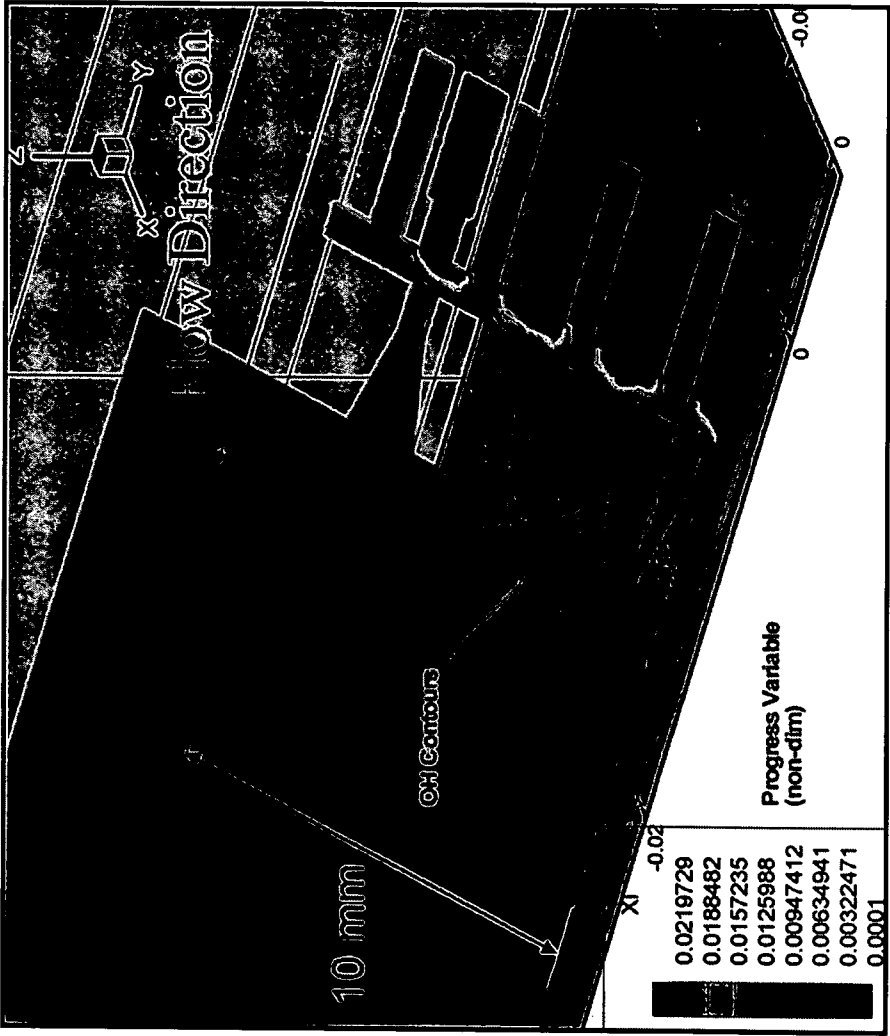 Z
Y
X
Flow Direction
10 mm
OH Contours
-0.0
0
0
-0.02
XI
Progress Variable
(non-dim)
0.0219729
0.0188482
0.0157235
0.0125988
0.00947412
0.00634941
0.00322471
0.0001